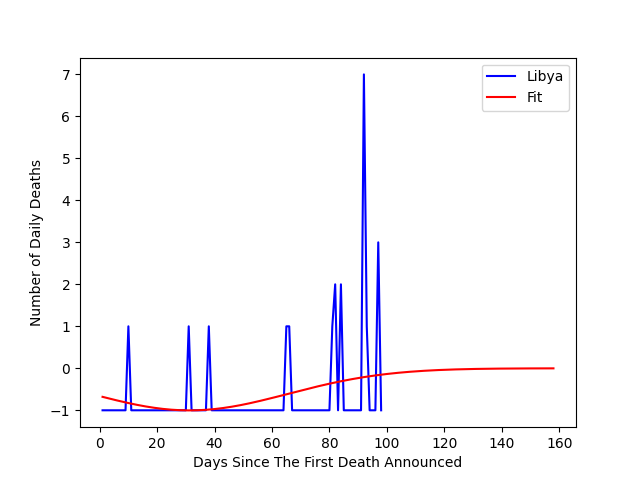 Libya
Fit
7
6
5
4
3
2
1
0
−1
Number of Daily Deaths
0 20 40 60 80 100 120 140 160
Days Since The First Death Announced